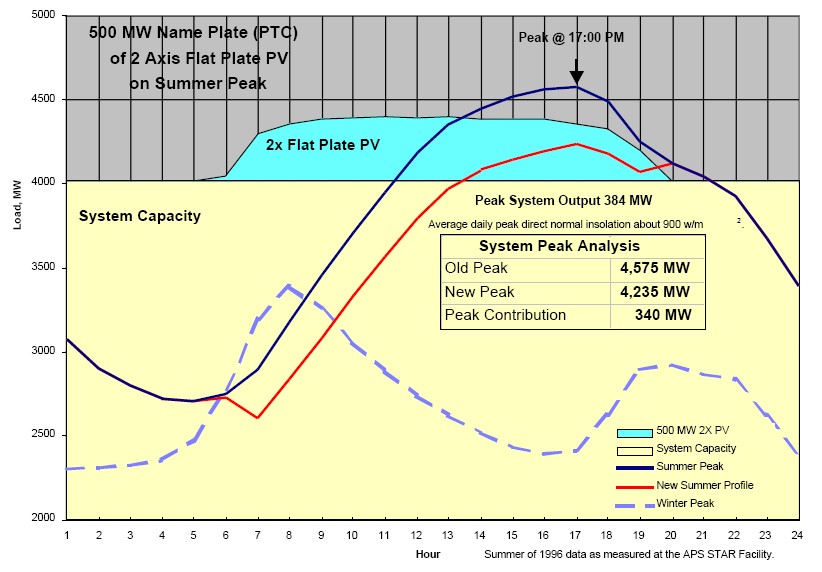 5000
500 MW Name Plate (PTC)
of 2 Axis Flat Plate PV
on Summer Peak
Peak @ 17:00 PM
4500
2x Flat Plate PV
4000
Load, MW
System Capacity
Peak System Output 384 MW
Average daily peak direct normal insolation about 900 w/m 2.
System Peak Analysis
Old Peak 4,575 MW
New Peak 4,235 MW
Peak Contribution 340 MW
3500
3000
2500
2000
500 MW 2X PV
System Capacity
Summer Peak
New Summer Profile
Winter Peak
1 2 3 4 5 6 7 8 9 10 11 12 13 14 15 16 17 18 19 20 21 22 23 24
Hour
Summer of 1996 data as measured at the APS STAR Facility.